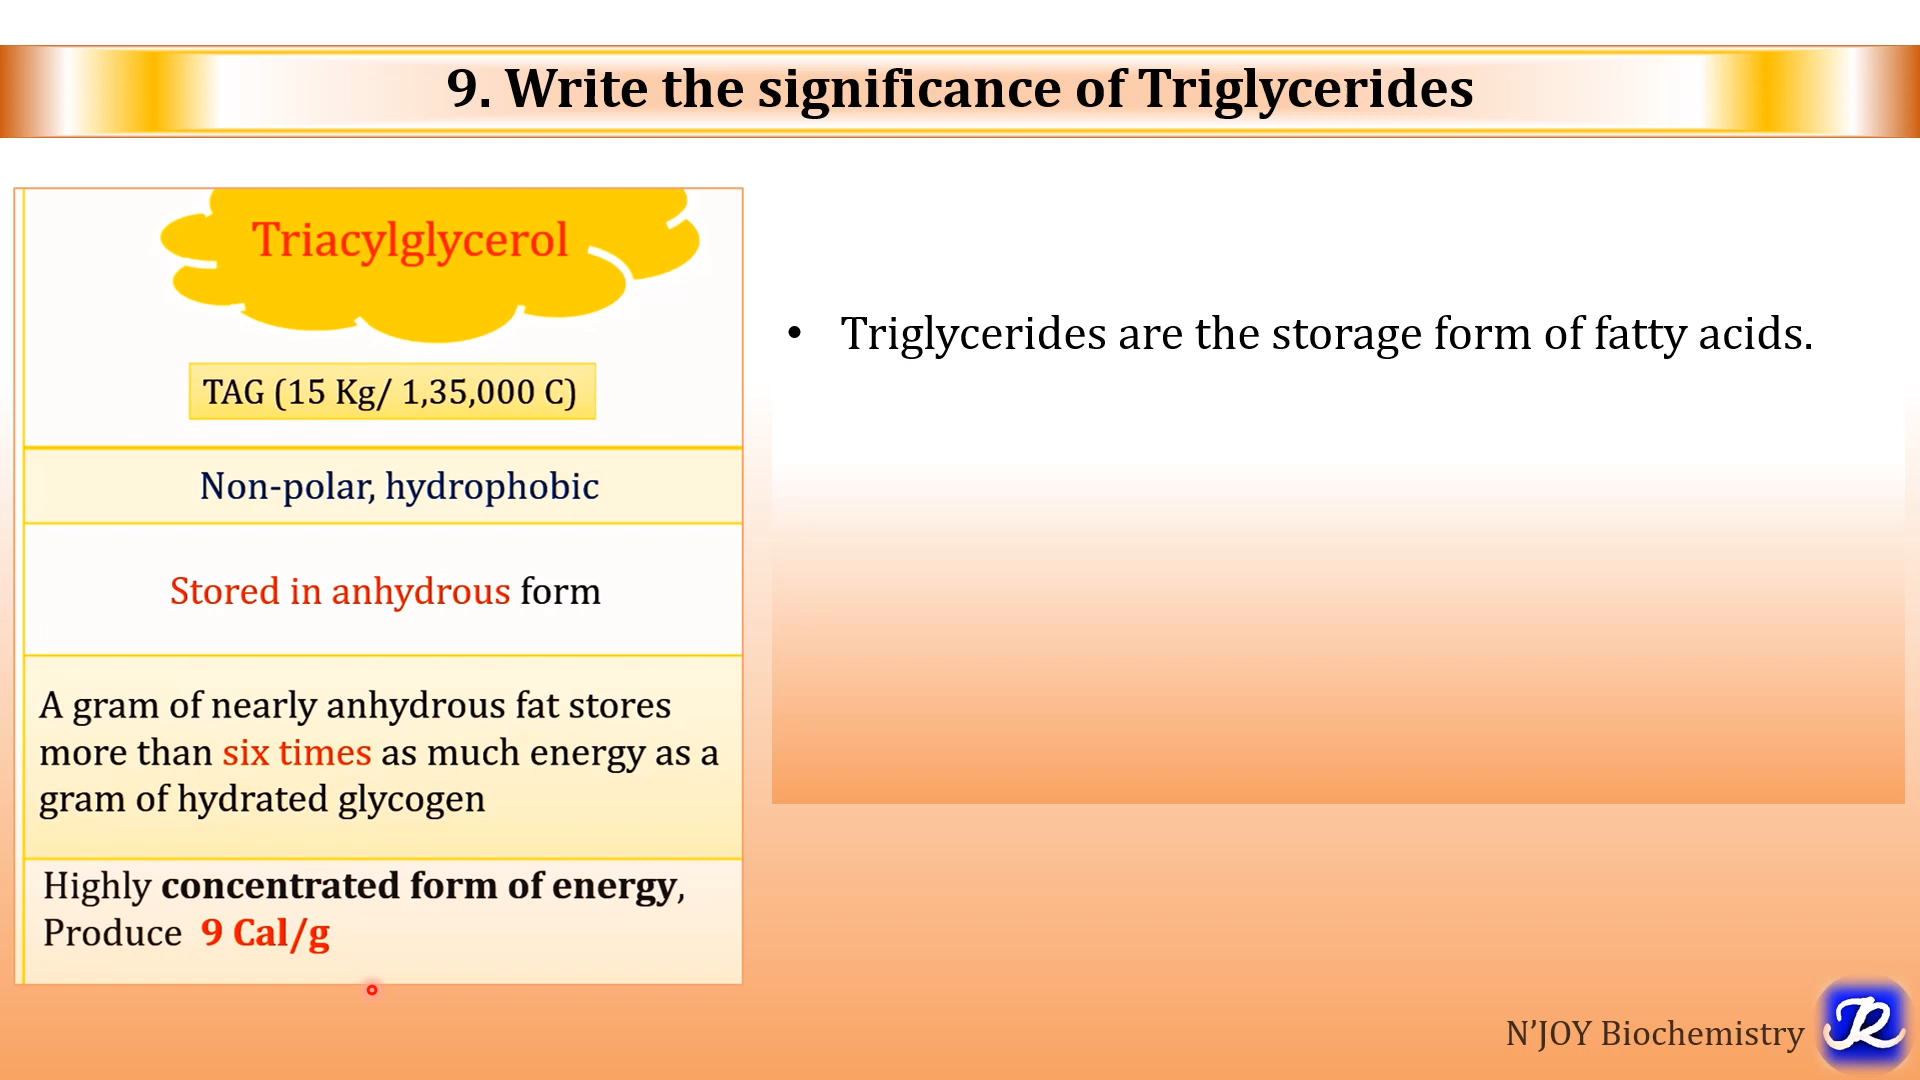 9. Write the significance of Triglycerides
Triacylglycerol
TAG (15 Kg/ 1,35,000 C)
Non-polar, hydrophobic
Stored in anhydrous form
A gram of nearly anhydrous fat stores
more than six times as much energy as a
gram of hydrated glycogen
Highly concentrated form of energy,
Produce 9 Cal/g
• Triglycerides are the storage form of fatty acids.
N’JOY Biochemistry
JR